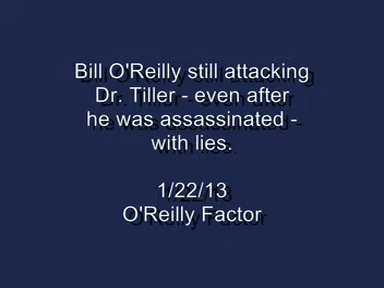 Bill O'Reilly still attacking
Dr. Tiller - even after
he was assassinated -
with lies.
1/22/13
O'Reilly Factor